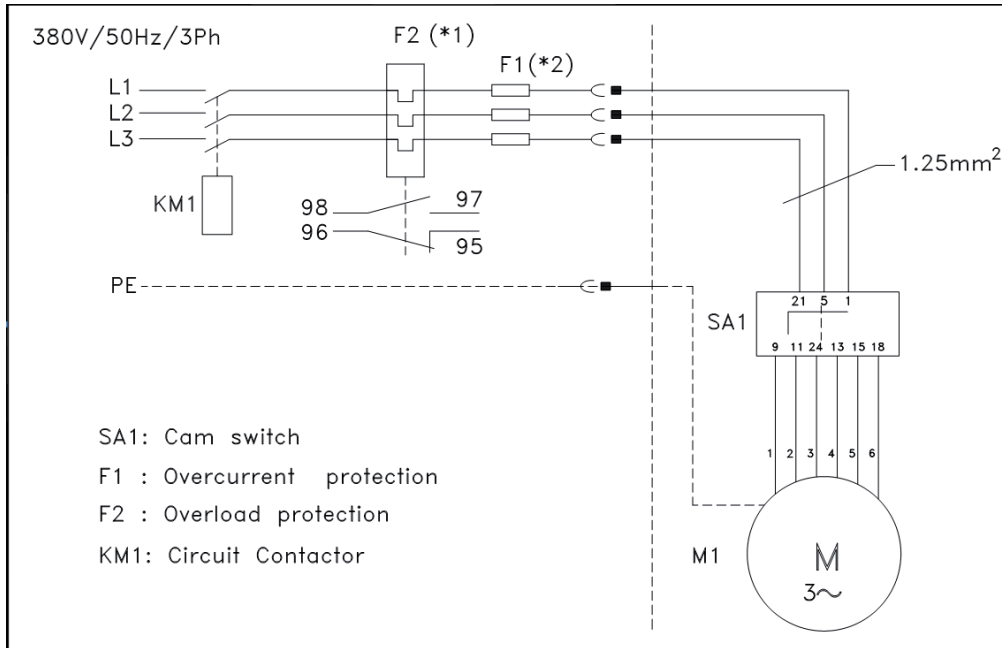 380V/50Hz/3Ph
F2 (*1)
F1(*2)
L1
L2
L3
1.25mm²
KM1
98 97
96 95
PE
21 5 1
SA1
9 11 24 13 15 18
SA1: Cam switch
F1 : Overcurrent protection
F2 : Overload protection
KM1: Circuit Contactor
1 2 3 4 5 6
M1
M
3~